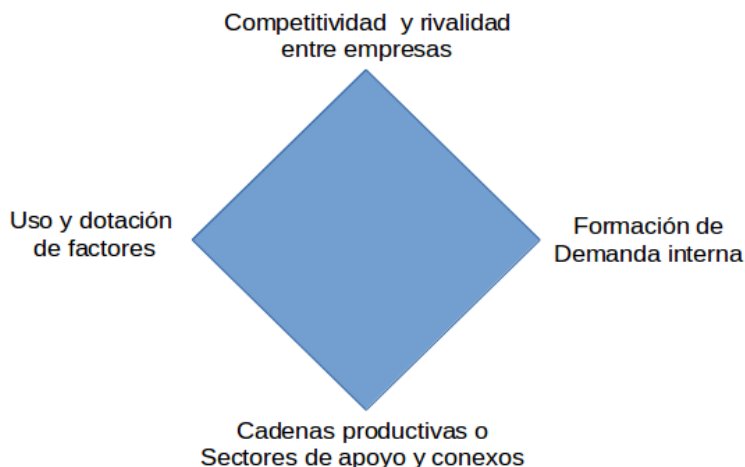 Competitividad  y rivalidad
entre empresas
Uso y dotación
de factores
Formación de
Demanda interna
Cadenas productivas o
Sectores de apoyo y conexos